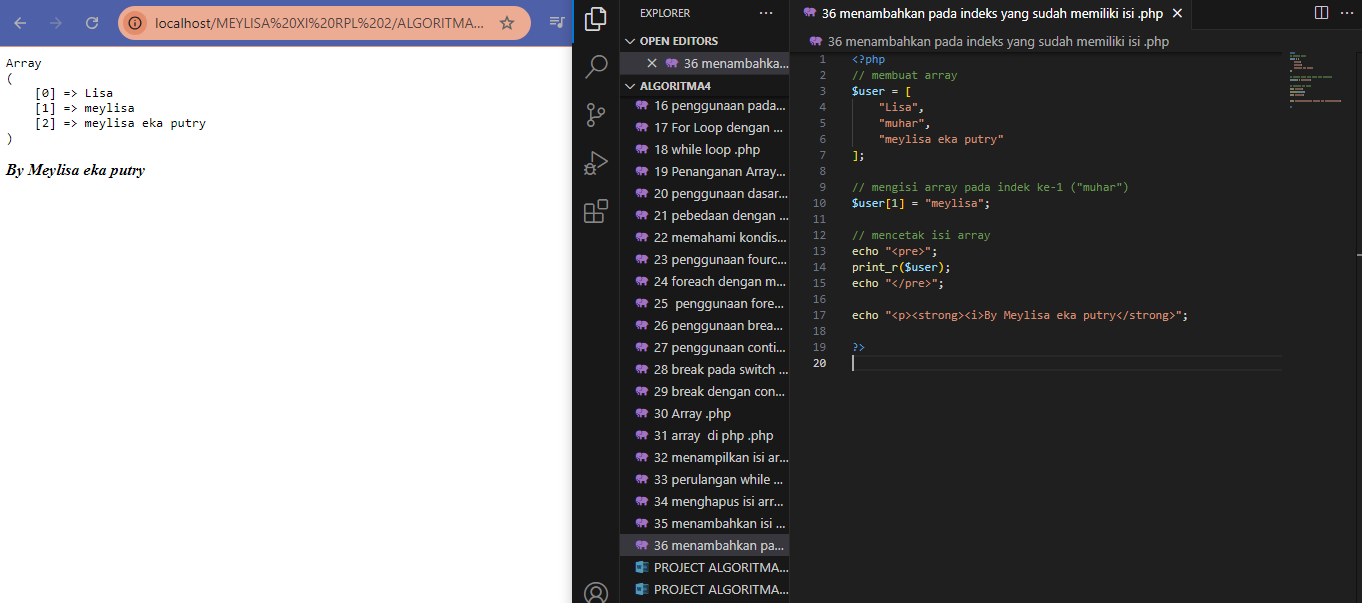 localhost/MEYLISA%20XI%20RPL%202/ALGORITMA...
Array
(
    [0] => Lisa
    [1] => meylisa
    [2] => meylisa eka putry
)
By Meylisa eka putry
EXPLORER
OPEN EDITORS
36 menambahka...
ALGORITMA4
16 penggunaan pada...
17 For Loop dengan ...
18 while loop .php
19 Penanganan Array...
20 penggunaan dasar...
21 pebedaan dengan ...
22 memahami kondis...
23 penggunaan fourc...
24 foreach dengan m...
25  penggunaan fore...
26 penggunaan brea...
27 penggunaan conti...
28 break pada switch ...
29 break dengan con...
30 Array .php
31 array  di php .php
32 menampilkan isi ar...
33 perulangan while ...
34 menghapus isi arr...
35 menambahkan isi ...
36 menambahkan pa...
PROJECT ALGORITMA...
PROJECT ALGORITMA...
36 menambahkan pada indeks yang sudah memiliki isi .php
36 menambahkan pada indeks yang sudah memiliki isi .php
1 <?php
2 // membuat array
3 $user = [
4     "Lisa",
5     "muhar",
6     "meylisa eka putry"
7 ];
8
9 // mengisi array pada indek ke-1 ("muhar")
10 $user[1] = "meylisa";
11
12 // mencetak isi array
13 echo "<pre>";
14 print_r($user);
15 echo "</pre>";
16
17 echo "<p><strong><i>By Meylisa eka putry</strong>";
18
19 ?>
20